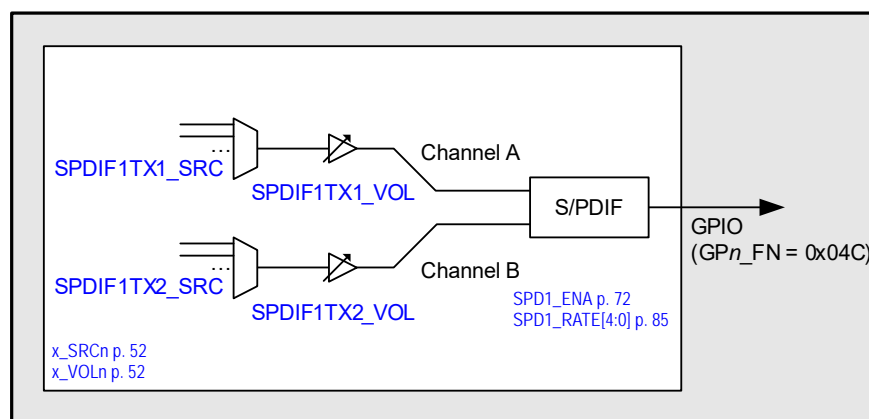 ...
SPDIF1TX1_SRC
SPDIF1TX1_VOL
Channel A
...
SPDIF1TX2_SRC
SPDIF1TX2_VOL
Channel B
S/PDIF
GPIO
(GPn_FN = 0x04C)
SPD1_ENA p. 72
SPD1_RATE[4:0] p. 85
x_SRCn p. 52
x_VOLn p. 52